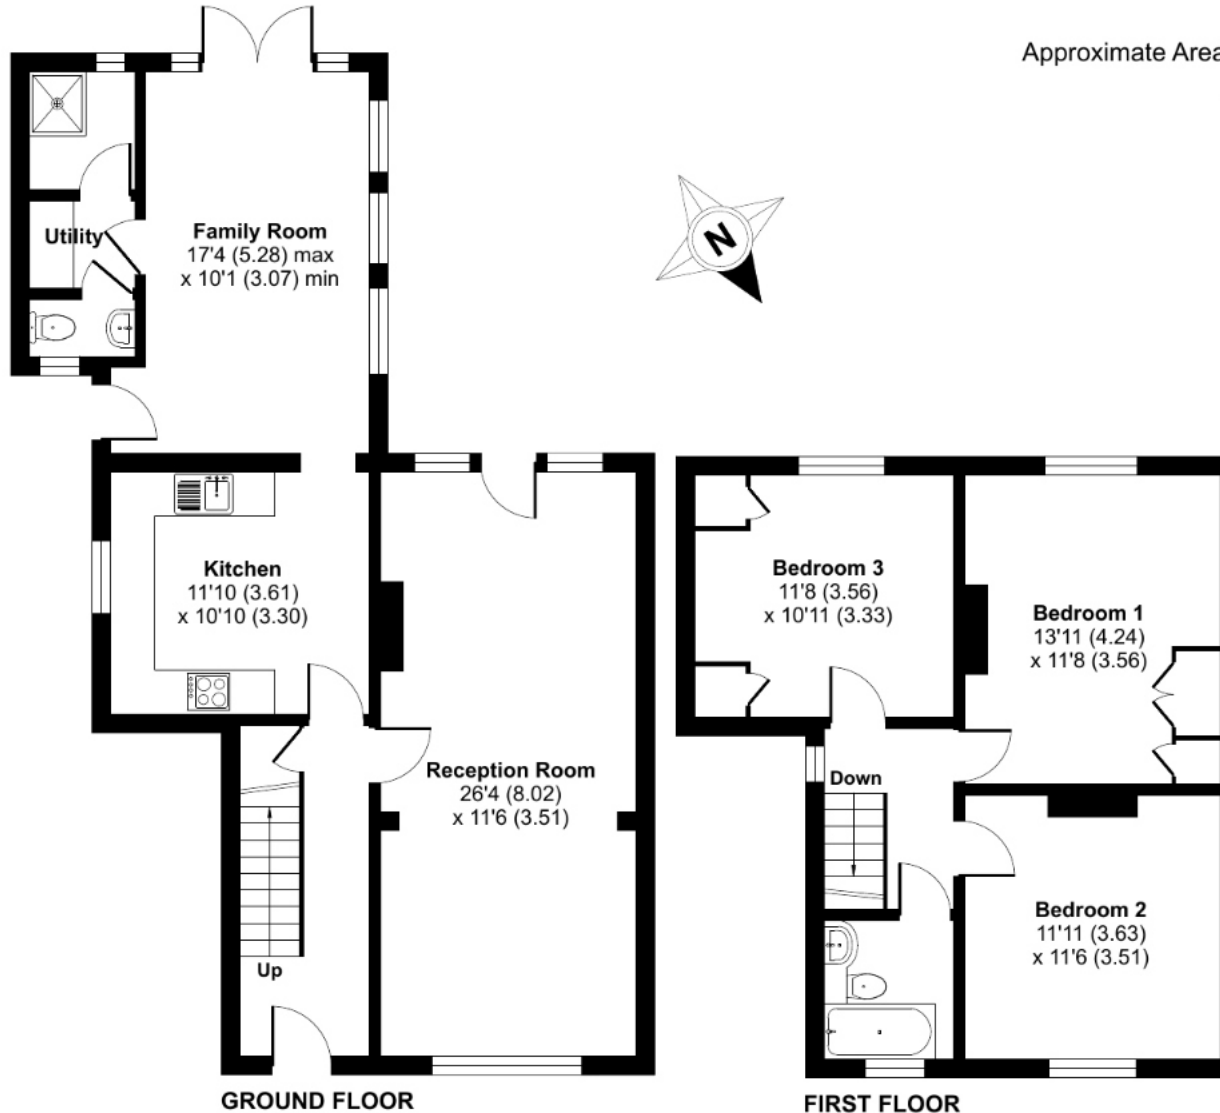 Approximate Area
Family Room
17'4 (5.28) max
x 10'1 (3.07) min
Utility
N
Kitchen
11'10 (3.61)
x 10'10 (3.30)
Reception Room
26'4 (8.02)
x 11'6 (3.51)
Up
GROUND FLOOR
Bedroom 3
11'8 (3.56)
x 10'11 (3.33)
Bedroom 1
13'11 (4.24)
x 11'8 (3.56)
Down
Bedroom 2
11'11 (3.63)
x 11'6 (3.51)
FIRST FLOOR